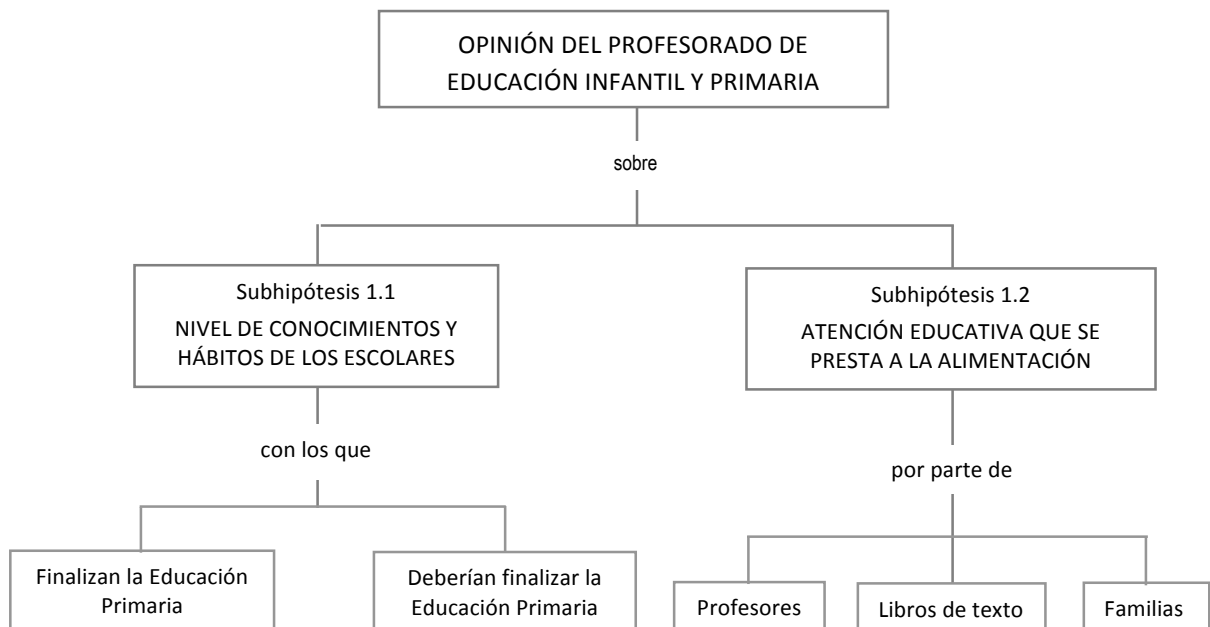 OPINIÓN DEL PROFESORADO DE
EDUCACIÓN INFANTIL Y PRIMARIA
sobre
Subhipótesis 1.1
NIVEL DE CONOCIMIENTOS Y
HÁBITOS DE LOS ESCOLARES
Subhipótesis 1.2
ATENCIÓN EDUCATIVA QUE SE
PRESTA A LA ALIMENTACIÓN
con los que
por parte de
Finalizan la Educación
Primaria
Deberían finalizar la
Educación Primaria
Profesores
Libros de texto
Familias